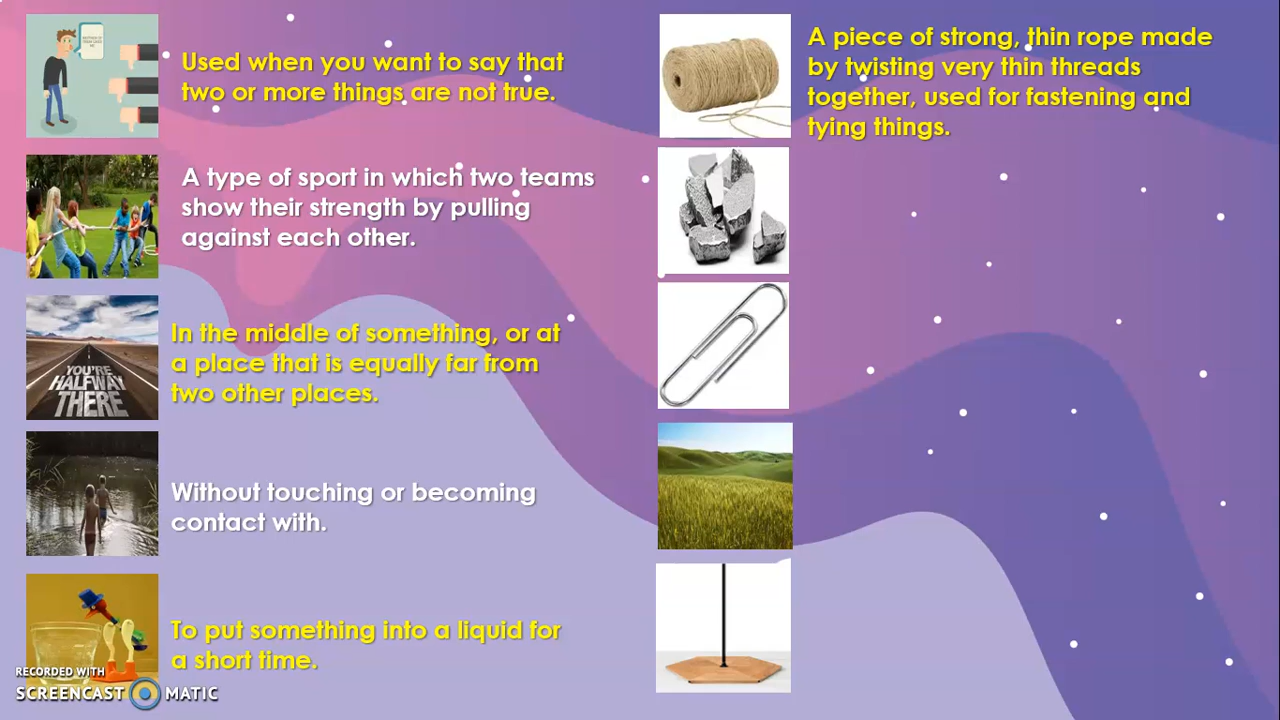 Used when you want to say that
two or more things are not true.
A type of sport in which two teams
show their strength by pulling
against each other.
YOU'RE
HALFWAY
THERE
In the middle of something, or at
a place that is equally far from
two other places.
Without touching or becoming
contact with.
To put something into a liquid for
a short time.
RECORDED WITH
SCREENCAST MATIC
A piece of strong, thin rope made
by twisting very thin threads
together, used for fastening and
tying things.